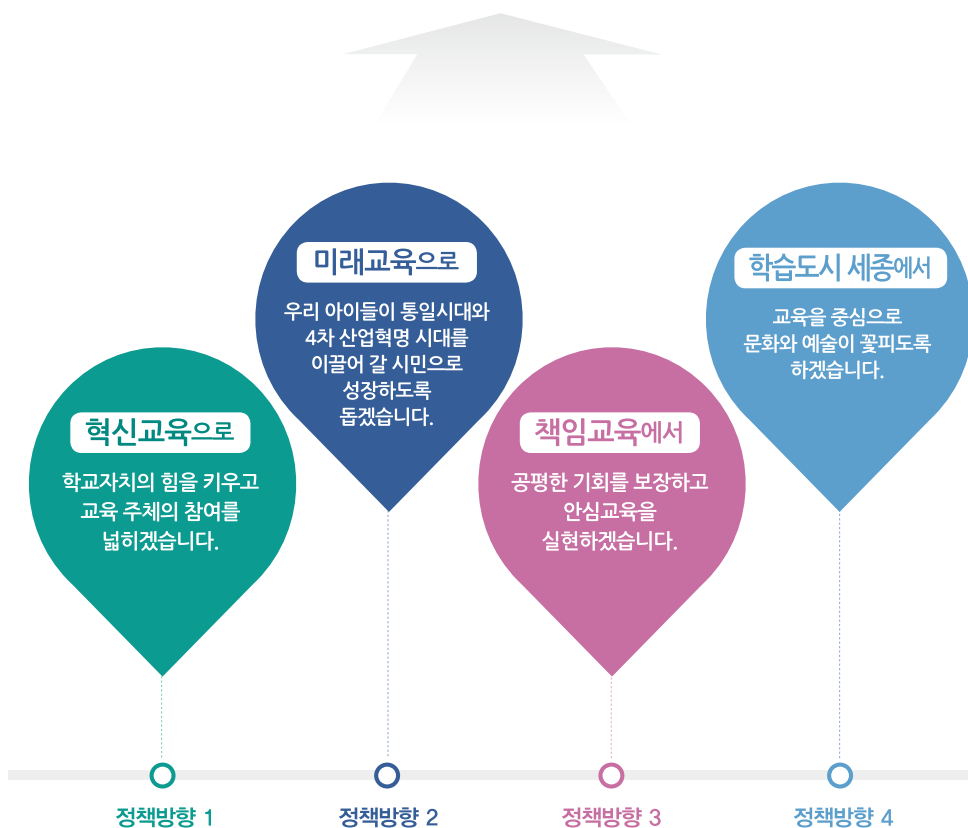 혁신교육으로
학교자치의 힘을 키우고
교육 주체의 참여를
넓히겠습니다.
정책방향 1
미래교육으로
우리 아이들이 통일시대와
4차 산업혁명 시대를
이끌어 갈 시민으로
성장하도록
돕겠습니다.
정책방향 2
책임교육에서
공평한 기회를 보장하고
안심교육을
실현하겠습니다.
정책방향 3
학습도시 세종에서
교육을 중심으로
문화와 예술이 꽃피도록
하겠습니다.
정책방향 4